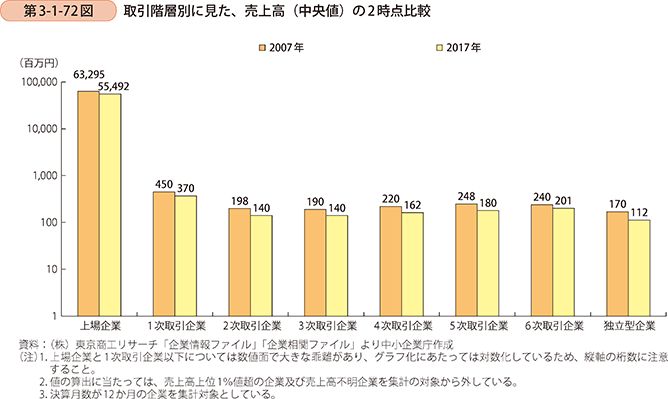 第3-1-72図 取引階層別に見た、売上高（中央値）の2時点比較
2007年 2017年
（百万円）
63,295
55,492
100,000
10,000
1,000
100
10
1
450 370
198 140
190 140
220 162
248 180
240 201
170 112
上場企業 1次取引企業 2次取引企業 3次取引企業 4次取引企業 5次取引企業 6次取引企業 独立型企業
資料：（株）東京商工リサーチ「企業情報ファイル」「企業相関ファイル」より中小企業庁作成
（注）1. 上場企業と1次取引企業以下については数値面で大きな乖離があり、グラフ化にあたっては対数化しているため、縦軸の桁数に注意
すること。
2. 値の算出に当たっては、売上高上位1％値超の企業及び売上高不明企業を集計の対象から外している。
3. 決算月数が12か月の企業を集計対象としている。